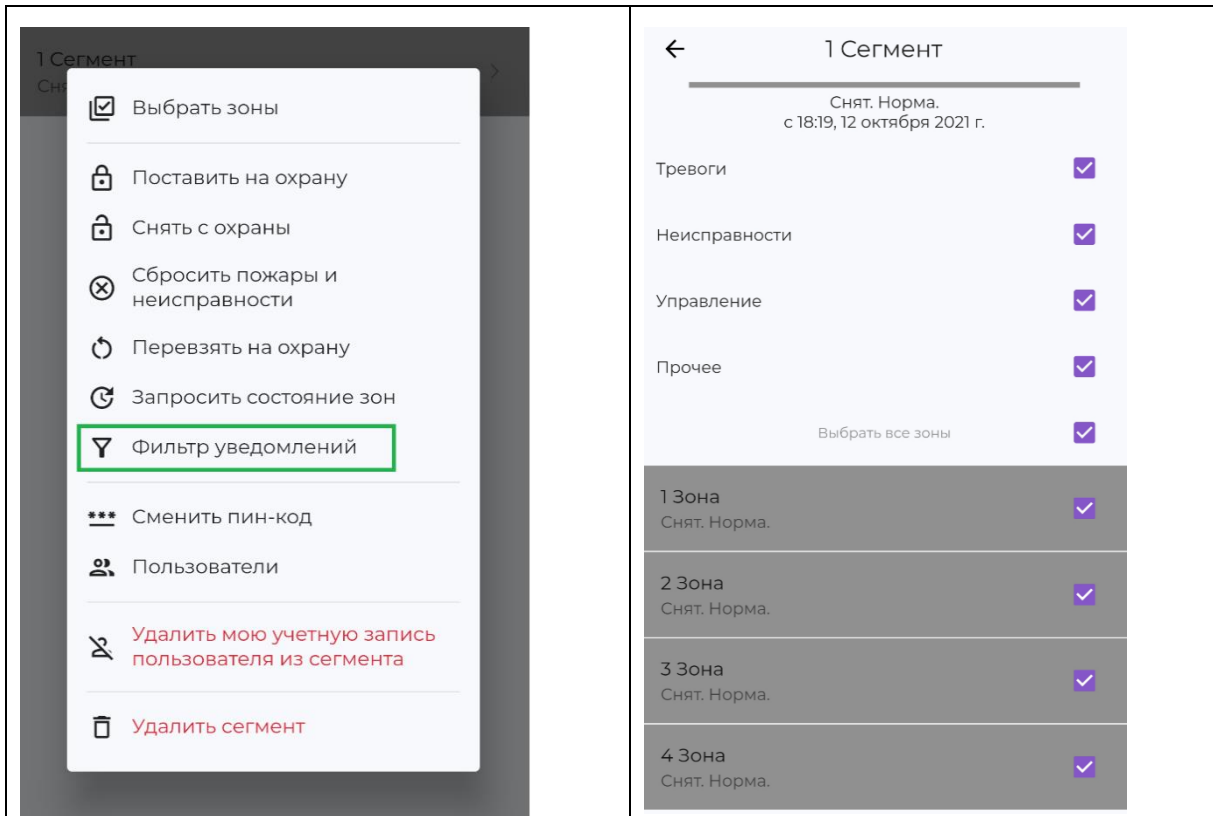 1 Сегмент
Сня
Выбрать зоны
Поставить на охрану
Снять с охраны
Сбросить пожары и
неисправности
Перевзять на охрану
Запросить состояние зон
Фильтр уведомлений
Сменить пин-код
Пользователи
Удалить мою учетную запись
пользователя из сегмента
Удалить сегмент
1 Сегмент
Снят. Норма.
с 18:19, 12 октября 2021 г.
Тревоги
Неисправности
Управление
Прочее
Выбрать все зоны
1 Зона
Снят. Норма.
2 Зона
Снят. Норма.
3 Зона
Снят. Норма.
4 Зона
Снят. Норма.